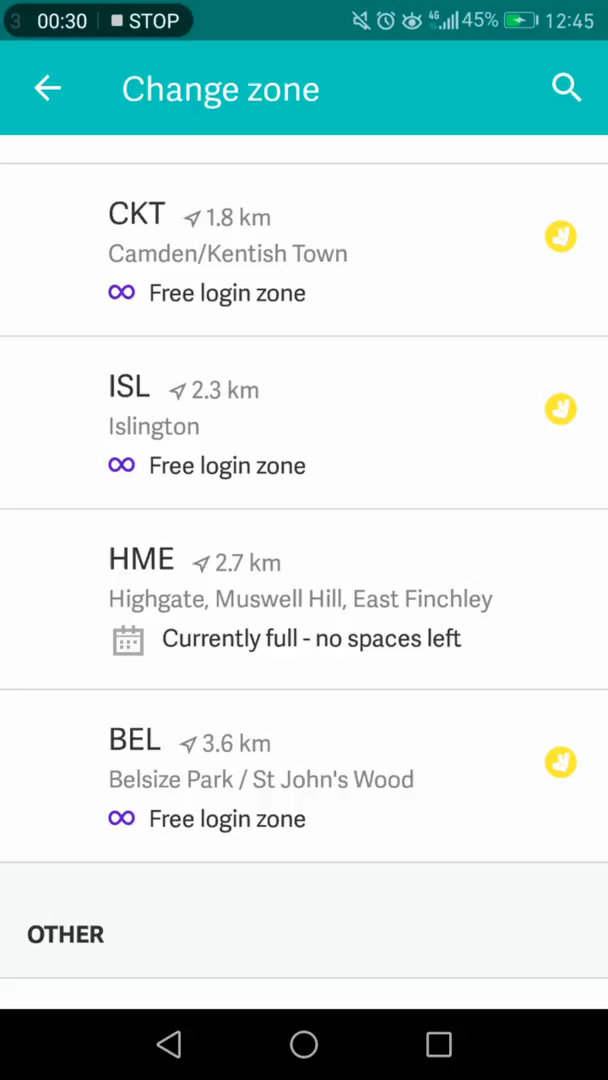 3 00:30 STOP 4G 45% 12:45
Change zone
CKT 1.8 km
Camden/Kentish Town
Free login zone
ISL 2.3 km
Islington
Free login zone
HME 2.7 km
Highgate, Muswell Hill, East Finchley
Currently full - no spaces left
BEL 3.6 km
Belsize Park / St John's Wood
Free login zone
OTHER